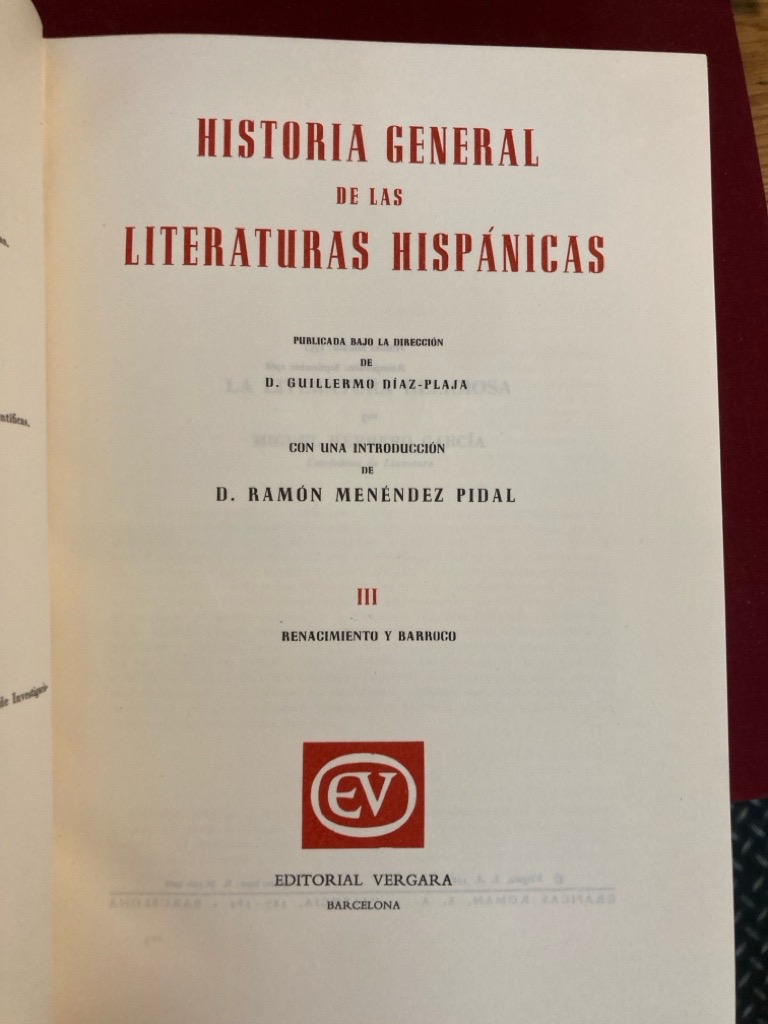 HISTORIA GENERAL
DE LAS
LITERATURAS HISPÁNICAS
PUBLICADA BAJO LA DIRECCIÓN
DE
D. GUILLERMO DÍAZ-PLAJA
CON UNA INTRODUCCIÓN
DE
D. RAMÓN MENÉNDEZ PIDAL
III
RENACIMIENTO Y BARROCO
EV
EDITORIAL VERGARA
BARCELONA